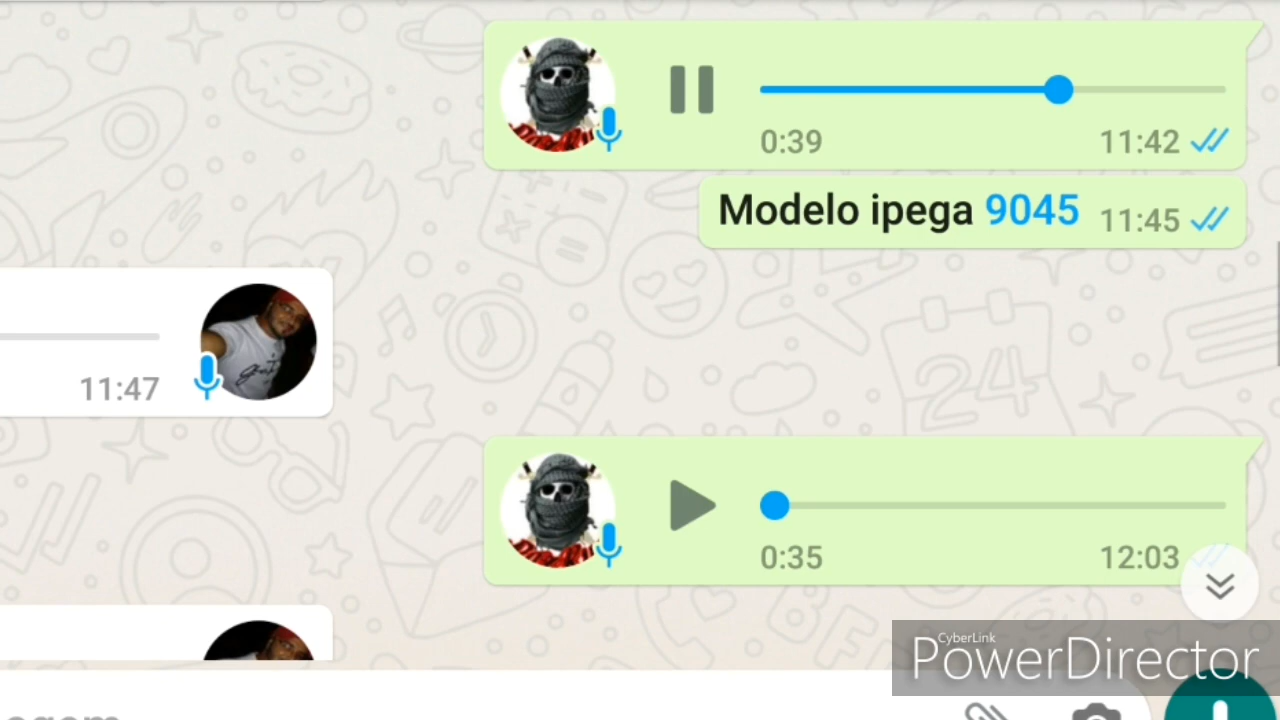 0:39 11:42
Modelo ipega 9045 11:45
11:47
0:35 12:03
CyberLink
PowerDirector